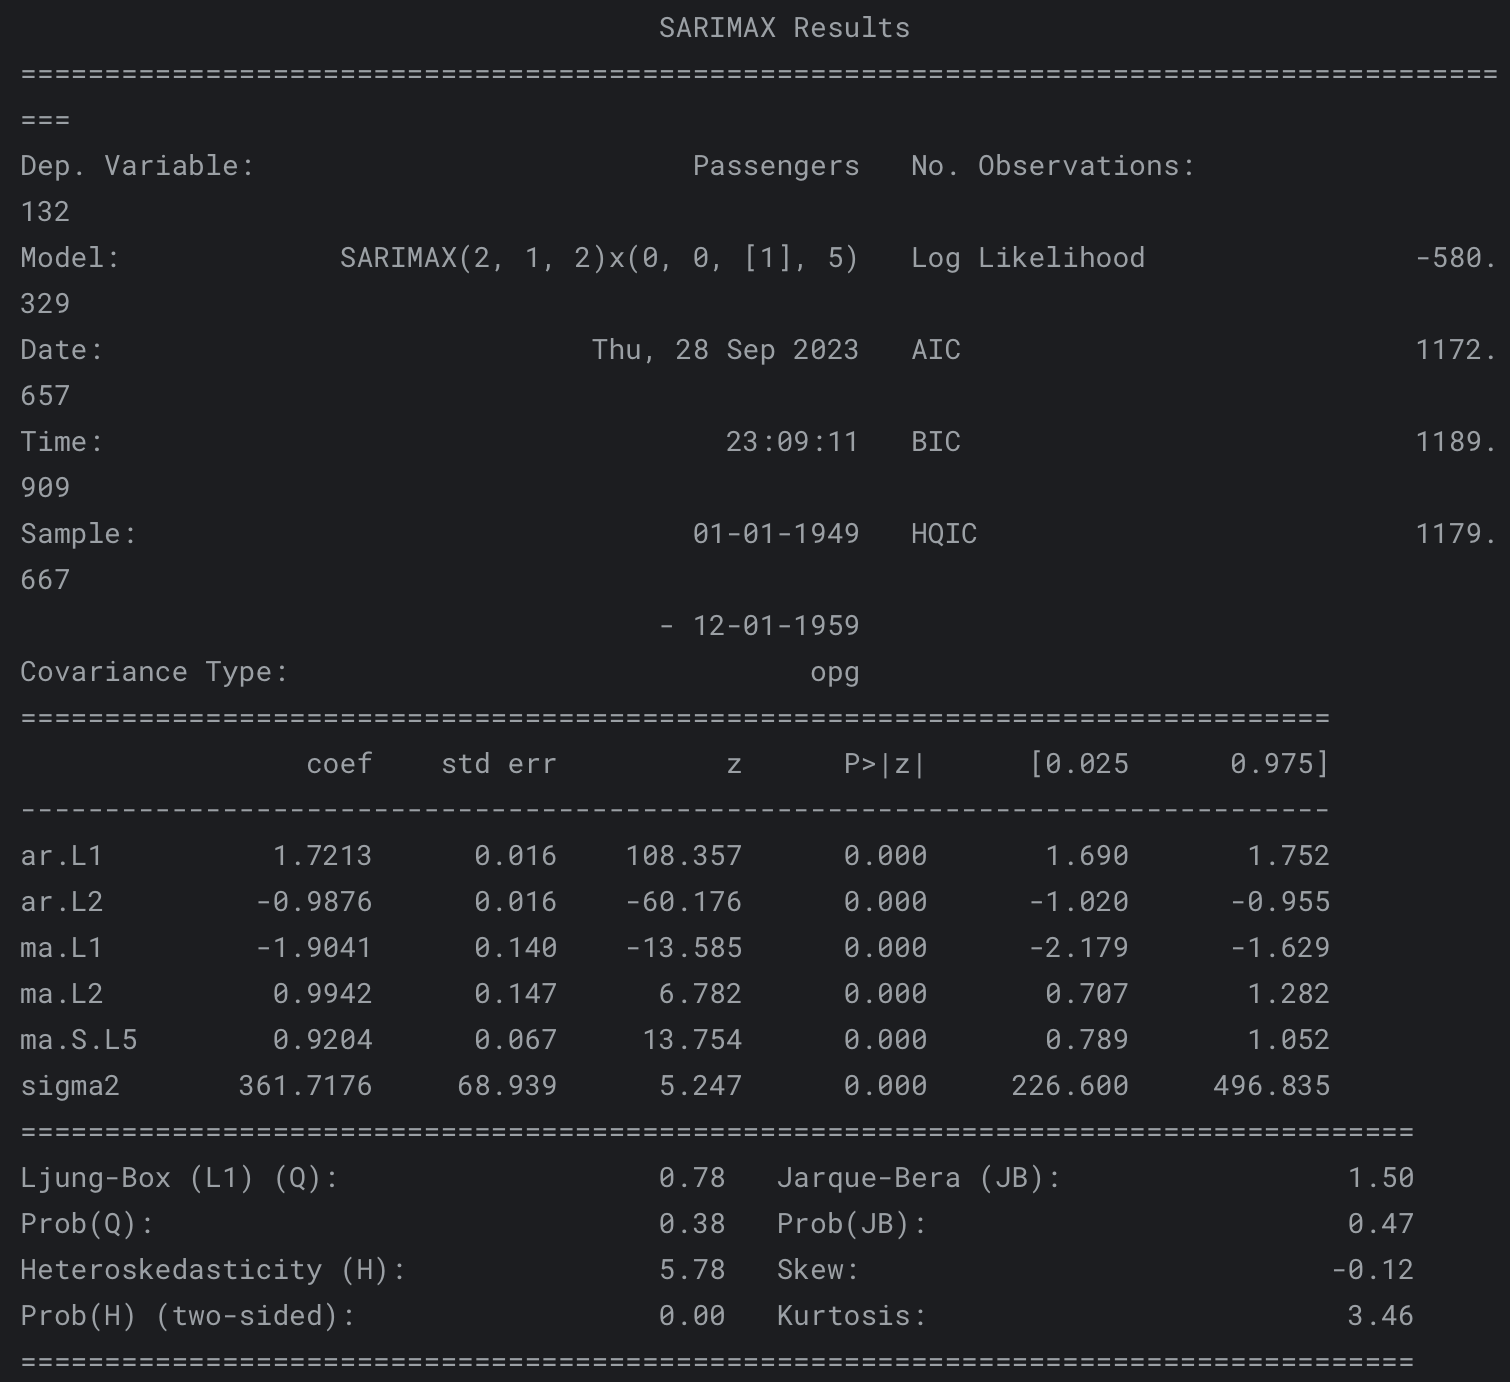 SARIMAX Results
========================================================================================
===
Dep. Variable: Passengers No. Observations:
132
Model: SARIMAX(2, 1, 2)x(0, 0, [1], 5) Log Likelihood -580.
329
Date: Thu, 28 Sep 2023 AIC 1172.
657
Time: 23:09:11 BIC 1189.
909
Sample: 01-01-1949 HQIC 1179.
667
- 12-01-1959
Covariance Type: opg
==============================================================================
coef std err z P>|z| [0.025 0.975]
------------------------------------------------------------------------------
ar.L1 1.7213 0.016 108.357 0.000 1.690 1.752
ar.L2 -0.9876 0.016 -60.176 0.000 -1.020 -0.955
ma.L1 -1.9041 0.140 -13.585 0.000 -2.179 -1.629
ma.L2 0.9942 0.147 6.782 0.000 0.707 1.282
ma.S.L5 0.9204 0.067 13.754 0.000 0.789 1.052
sigma2 361.7176 68.939 5.247 0.000 226.600 496.835
===================================================================================
Ljung-Box (L1) (Q): 0.78 Jarque-Bera (JB): 1.50
Prob(Q): 0.38 Prob(JB): 0.47
Heteroskedasticity (H): 5.78 Skew: -0.12
Prob(H) (two-sided): 0.00 Kurtosis: 3.46
===================================================================================